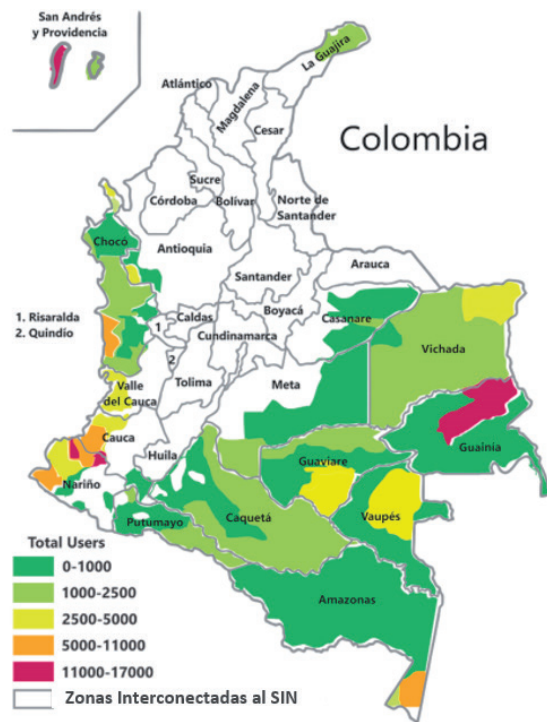 San Andrés
y Providencia
La Guajira
Atlántico
Magdalena
Cesar
Colombia
Sucre
Córdoba
Bolívar
Norte de
Santander
Chocó
Antioquia
Arauca
Santander
1. Risaralda
2. Quindío
Caldas
Boyacá
Casanare
1
Cundinamarca
Vichada
2
Valle
del Cauca
Tolima
Meta
Cauca
Huila
Guainía
Guaviare
Nariño
Vaupés
Caquetá
Putumayo
Total Users
0-1000
1000-2500
2500-5000
5000-11000
11000-17000
Amazonas
Zonas Interconectadas al SIN